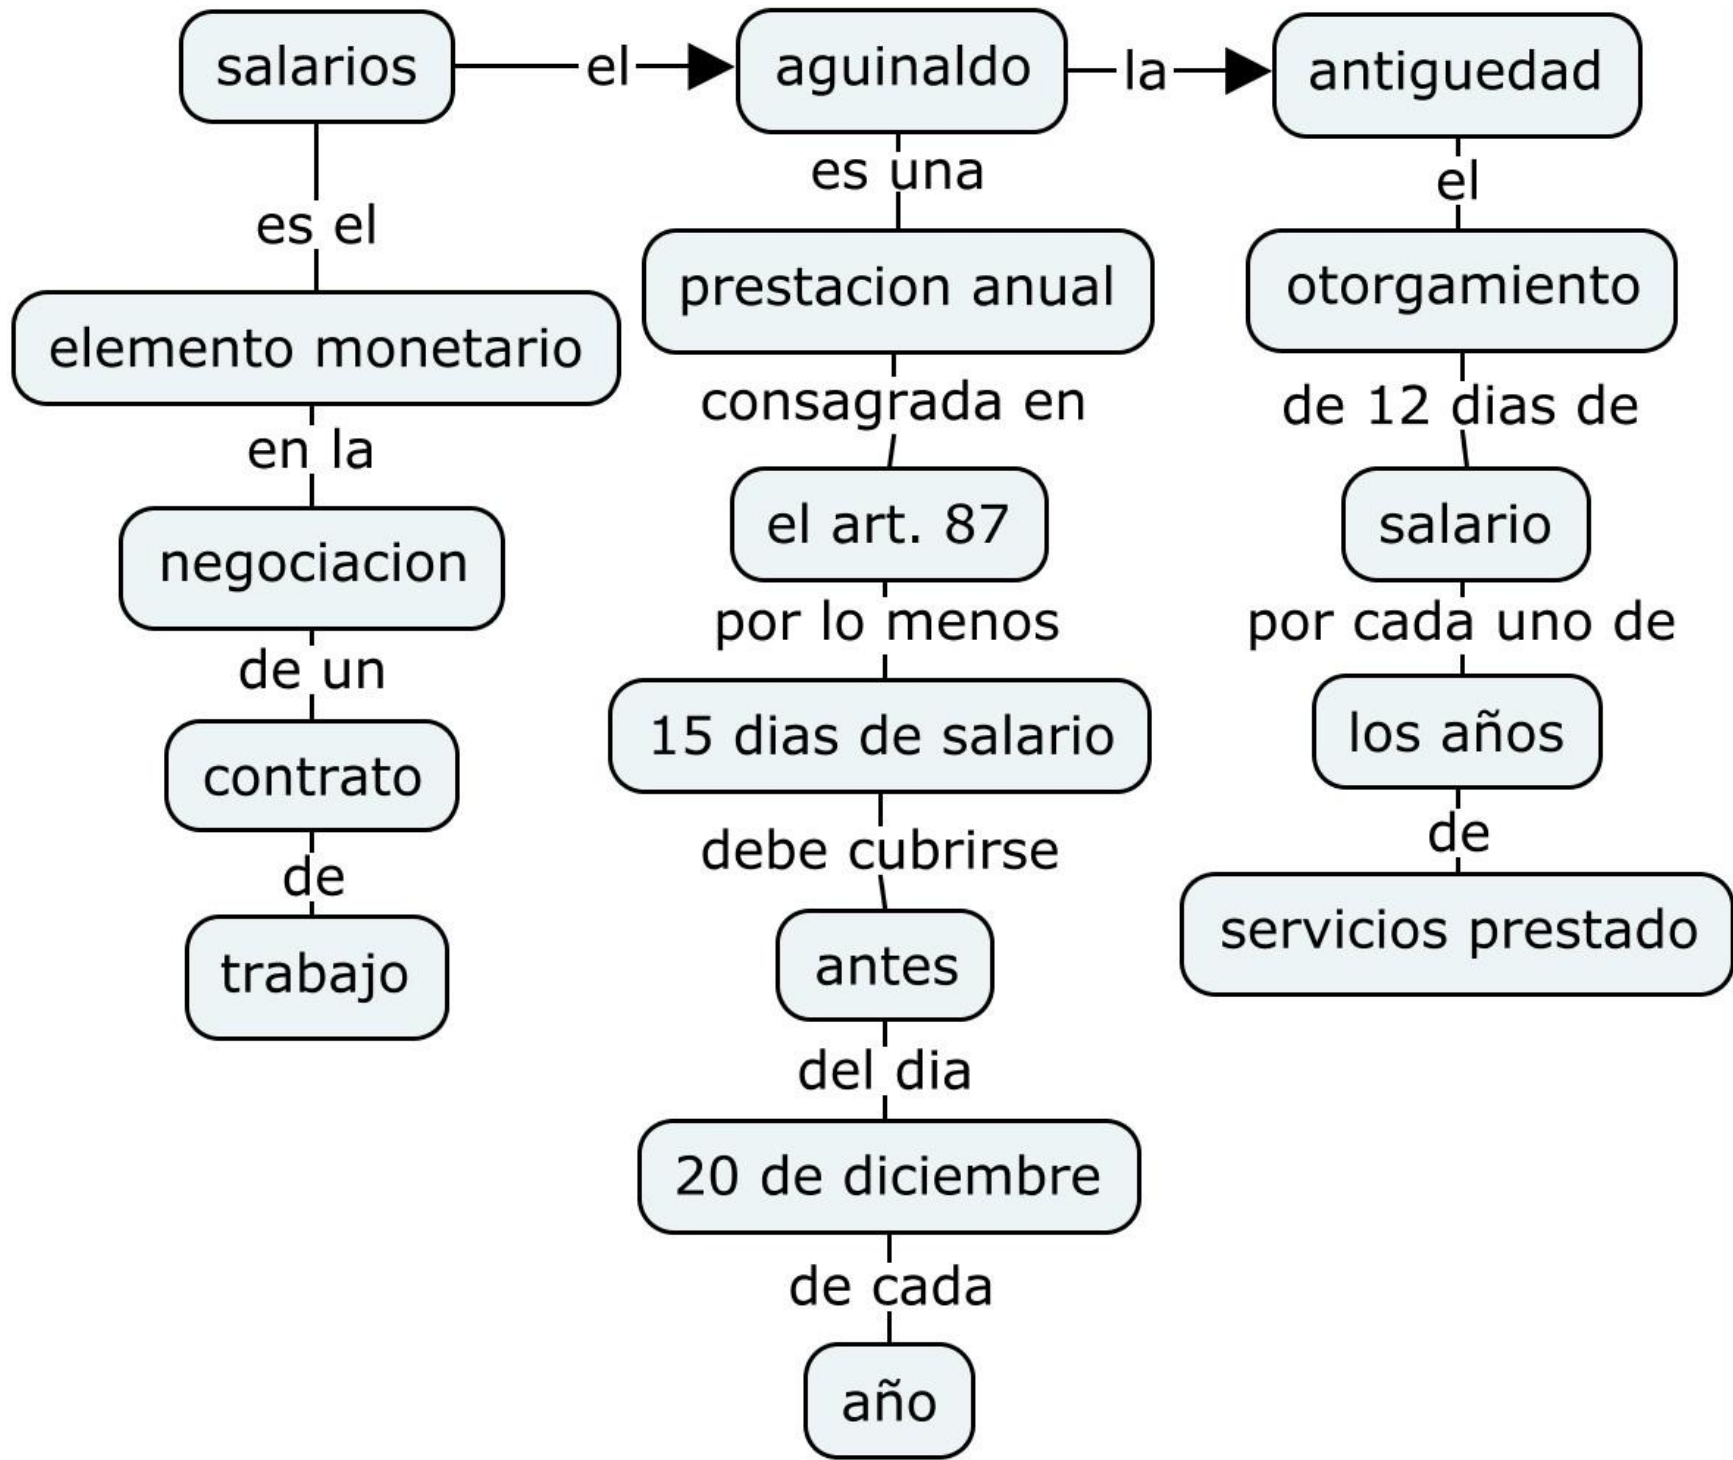 salarios
el
aguinaldo
la
antiguedad
es el
elemento monetario
en la
negociacion
de un
contrato
de
trabajo
es una
prestacion anual
consagrada en
el art. 87
por lo menos
15 dias de salario
debe cubrirse
antes
del dia
20 de diciembre
de cada
año
el
otorgamiento
de 12 dias de
salario
por cada uno de
los años
de
servicios prestado